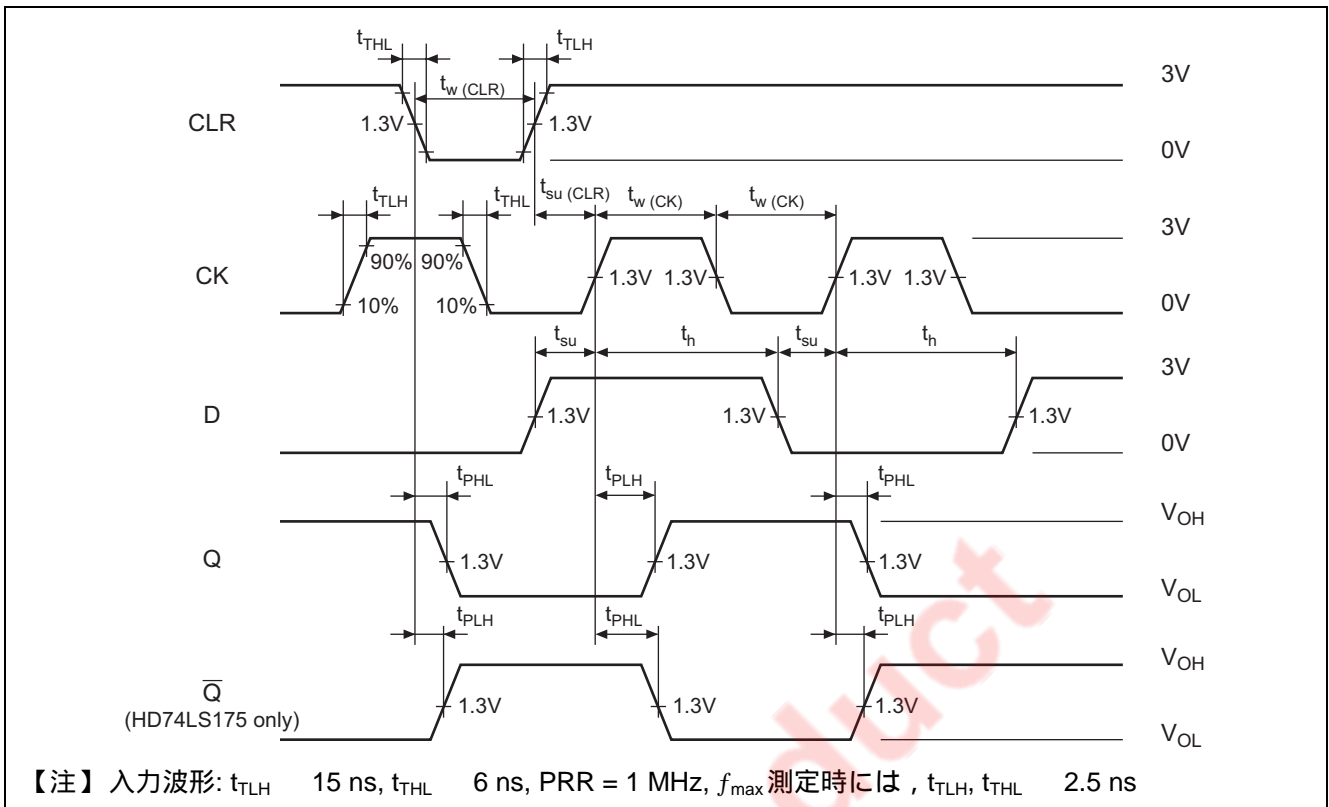 tTHL tTLH
tw (CLR)
3V
CLR 1.3V 1.3V
0V
tTLH tTHL tsu (CLR) tw (CK) tw (CK)
3V
90% 90%
CK 1.3V 1.3V 1.3V 1.3V
10% 10%
0V
tsu th tsu th
3V
D 1.3V 1.3V 1.3V
0V
tPHL tPLH tPHL
VOH
Q 1.3V 1.3V 1.3V
VOL
tPLH tPHL tPLH
VOH
Q̅ 1.3V 1.3V 1.3V
(HD74LS175 only)
VOL
【注】入力波形: tTLH 15 ns, tTHL 6 ns, PRR = 1 MHz, fmax 測定時には , tTLH, tTHL 2.5 ns
duct